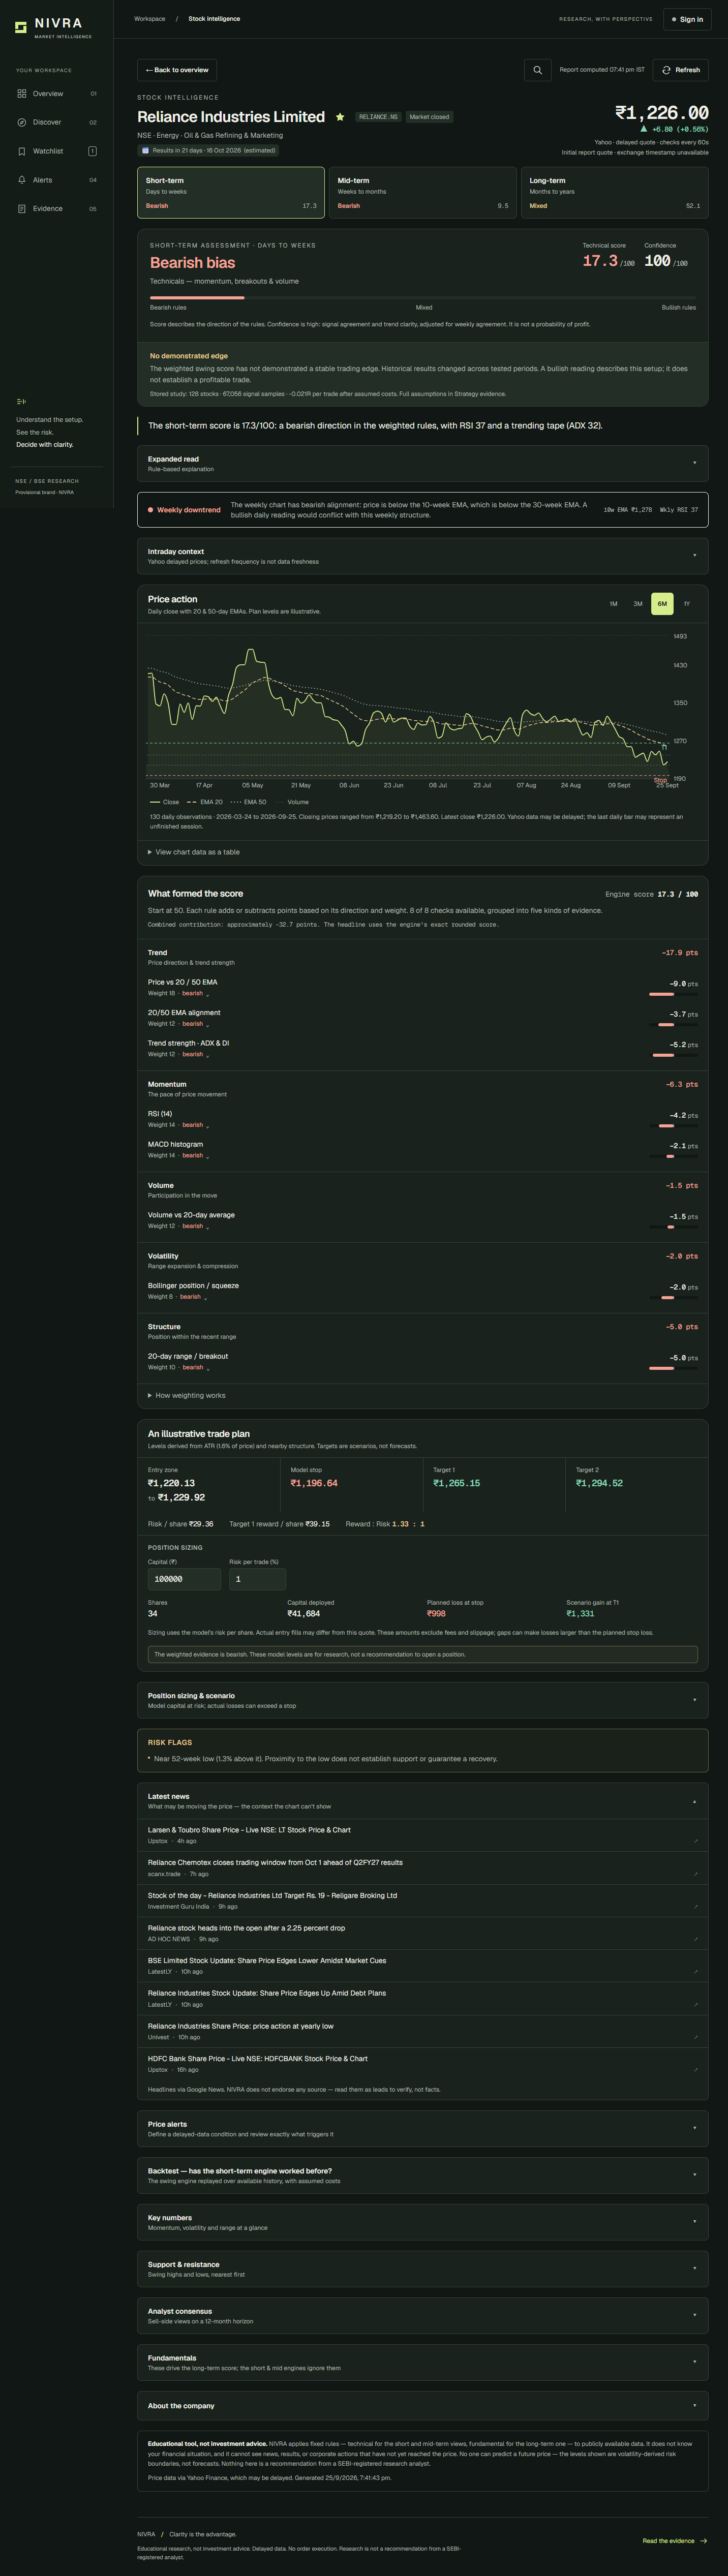 NIVRA
MARKET INTELLIGENCE
YOUR WORKSPACE
Overview 01
Discover 02
Watchlist 1
Alerts 04
Evidence 05
Understand the setup.
See the risk.
Decide with clarity.
NSE / BSE RESEARCH
Provisional brand · NIVRA
Workspace / Stock intelligence
RESEARCH, WITH PERSPECTIVE
Sign in
← Back to overview
Report computed 07:41 pm IST
Refresh
STOCK INTELLIGENCE
Reliance Industries Limited ★ RELIANCE.NS Market closed
NSE · Energy · Oil & Gas Refining & Marketing
Results in 21 days · 16 Oct 2026 (estimated)
₹1,226.00
▲ +6.80 (+0.56%)
Yahoo · delayed quote · checks every 60s
Initial report quote · exchange timestamp unavailable
Short-term
Days to weeks
Bearish 17.3
Mid-term
Weeks to months
Bearish 9.5
Long-term
Months to years
Mixed 52.1
SHORT-TERM ASSESSMENT · DAYS TO WEEKS
Bearish bias
Technicals — momentum, breakouts & volume
Technical score
17.3 /100
Confidence
100 /100
Bearish rules Mixed Bullish rules
Score describes the direction of the rules. Confidence is high: signal agreement and trend clarity, adjusted for weekly agreement. It is not a probability of profit.
No demonstrated edge
The weighted swing score has not demonstrated a stable trading edge. Historical results changed across tested periods. A bullish reading describes this setup; it does
not establish a profitable trade.
Stored study: 128 stocks · 67,056 signal samples · -0.021R per trade after assumed costs. Full assumptions in Strategy evidence.
The short-term score is 17.3/100: a bearish direction in the weighted rules, with RSI 37 and a trending tape (ADX 32).
Expanded read
Rule-based explanation
Weekly downtrend
The weekly chart has bearish alignment: price is below the 10-week EMA, which is below the 30-week EMA. A
bullish daily reading would conflict with this weekly structure.
10w EMA ₹1,278 Wkly RSI 37
Intraday context
Yahoo delayed prices; refresh frequency is not data freshness
Price action
Daily close with 20 & 50-day EMAs. Plan levels are illustrative.
1M 3M 6M 1Y
1493
1430
1350
1270
T1
1190
Stop
30 Mar 17 Apr 05 May 21 May 08 Jun 23 Jun 08 Jul 23 Jul 07 Aug 24 Aug 09 Sept 25 Sept
Close EMA 20 EMA 50 Volume
130 daily observations · 2026-03-24 to 2026-09-25. Closing prices ranged from ₹1,219.20 to ₹1,463.60. Latest close ₹1,226.00. Yahoo data may be delayed; the last daily bar may represent an
unfinished session.
View chart data as a table
What formed the score
Engine score 17.3 / 100
Start at 50. Each rule adds or subtracts points based on its direction and weight. 8 of 8 checks available, grouped into five kinds of evidence.
Combined contribution: approximately −32.7 points. The headline uses the engine's exact rounded score.
Trend −17.9 pts
Price direction & trend strength
Price vs 20 / 50 EMA −9.0 pts
Weight 18 · bearish
20/50 EMA alignment −3.7 pts
Weight 12 · bearish
Trend strength · ADX & DI −5.2 pts
Weight 12 · bearish
Momentum −6.3 pts
The pace of price movement
RSI (14) −4.2 pts
Weight 14 · bearish
MACD histogram −2.1 pts
Weight 14 · bearish
Volume −1.5 pts
Participation in the move
Volume vs 20-day average −1.5 pts
Weight 12 · bearish
Volatility −2.0 pts
Range expansion & compression
Bollinger position / squeeze −2.0 pts
Weight 8 · bearish
Structure −5.0 pts
Position within the recent range
20-day range / breakout −5.0 pts
Weight 10 · bearish
How weighting works
An illustrative trade plan
Levels derived from ATR (1.6% of price) and nearby structure. Targets are scenarios, not forecasts.
Entry zone
₹1,220.13
to ₹1,229.92
Model stop
₹1,196.64
Target 1
₹1,265.15
Target 2
₹1,294.52
Risk / share ₹29.36 Target 1 reward / share ₹39.15 Reward : Risk 1.33 : 1
POSITION SIZING
Capital (₹)
100000
Risk per trade (%)
1
Shares
34
Capital deployed
₹41,684
Planned loss at stop
₹998
Scenario gain at T1
₹1,331
Sizing uses the model's risk per share. Actual entry fills may differ from this quote. These amounts exclude fees and slippage; gaps can make losses larger than the planned stop loss.
The weighted evidence is bearish. These model levels are for research, not a recommendation to open a position.
Position sizing & scenario
Model capital at risk; actual losses can exceed a stop
RISK FLAGS
Near 52-week low (1.3% above it). Proximity to the low does not establish support or guarantee a recovery.
Latest news
What may be moving the price — the context the chart can't show
Larsen & Toubro Share Price - Live NSE: LT Stock Price & Chart
Upstox · 4h ago
Reliance Chemotex closes trading window from Oct 1 ahead of Q2FY27 results
scanx.trade · 7h ago
Stock of the day - Reliance Industries Ltd Target Rs. 19 - Religare Broking Ltd
Investment Guru India · 9h ago
Reliance stock heads into the open after a 2.25 percent drop
AD HOC NEWS · 9h ago
BSE Limited Stock Update: Share Price Edges Lower Amidst Market Cues
LatestLY · 10h ago
Reliance Industries Stock Update: Share Price Edges Up Amid Debt Plans
LatestLY · 10h ago
Reliance Industries Share Price: price action at yearly low
Univest · 10h ago
HDFC Bank Share Price - Live NSE: HDFCBANK Stock Price & Chart
Upstox · 16h ago
Headlines via Google News. NIVRA does not endorse any source — read them as leads to verify, not facts.
Price alerts
Define a delayed-data condition and review exactly what triggers it
Backtest — has the short-term engine worked before?
The swing engine replayed over available history, with assumed costs
Key numbers
Momentum, volatility and range at a glance
Support & resistance
Swing highs and lows, nearest first
Analyst consensus
Sell-side views on a 12-month horizon
Fundamentals
These drive the long-term score; the short & mid engines ignore them
About the company
Educational tool, not investment advice. NIVRA applies fixed rules — technical for the short and mid-term views, fundamental for the long-term one — to publicly available data. It does not know
your financial situation, and it cannot see news, results, or corporate actions that have not yet reached the price. No one can predict a future price — the levels shown are volatility-derived risk
boundaries, not forecasts. Nothing here is a recommendation from a SEBI-registered research analyst.
Price data via Yahoo Finance, which may be delayed. Generated 25/9/2026, 7:41:43 pm.
NIVRA / Clarity is the advantage.
Educational research, not investment advice. Delayed data. No order execution. Research is not a recommendation from a SEBI-
registered analyst.
Read the evidence →